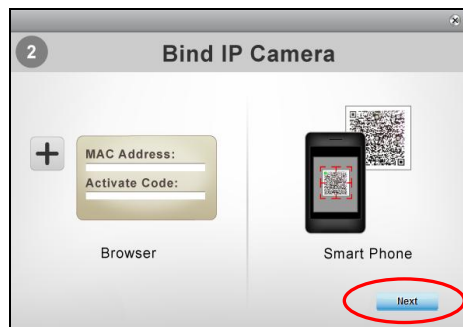 2
Bind IP Camera
MAC Address:
Activate Code:
Browser
Smart Phone
Next